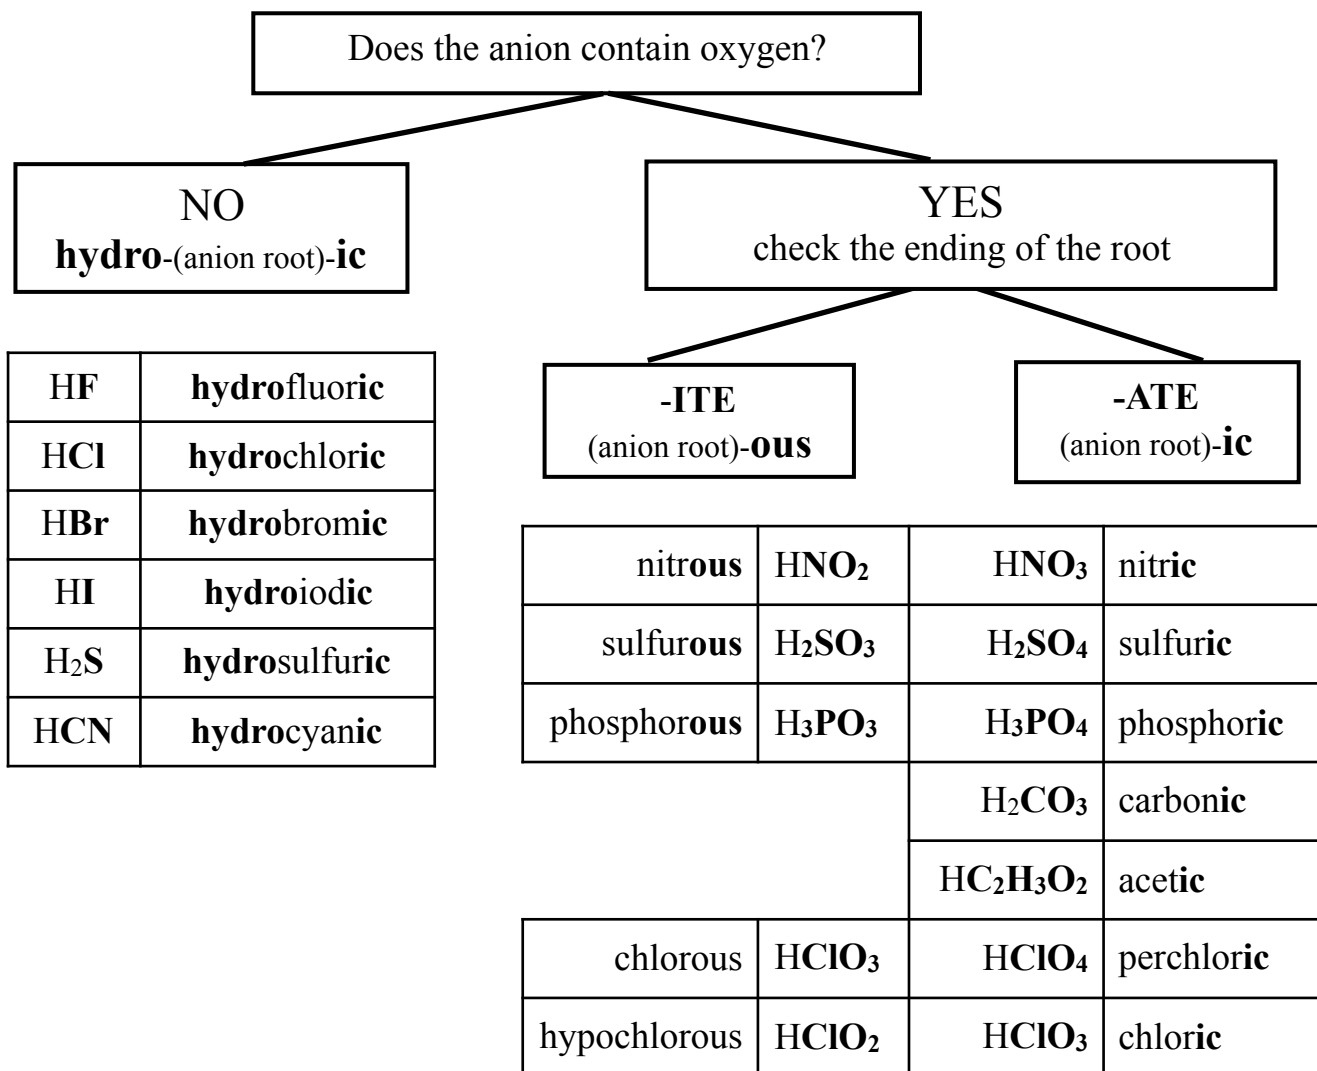 Does the anion contain oxygen?
NO
hydro-(anion root)-ic
YES
check the ending of the root
HF hydrofluoric
HCl hydrochloric
HBr hydrobromic
HI hydroiodic
H₂S hydrosulfuric
HCN hydrocyanic
-ITE
(anion root)-ous
-ATE
(anion root)-ic
nitrous HNO₂ HNO₃ nitric
sulfurous H₂SO₃ H₂SO₄ sulfuric
phosphorous H₃PO₃ H₃PO₄ phosphoric
H₂CO₃ carbonic
HC₂H₃O₂ acetic
chlorous HClO₃ HClO₄ perchloric
hypochlorous HClO₂ HClO₃ chloric